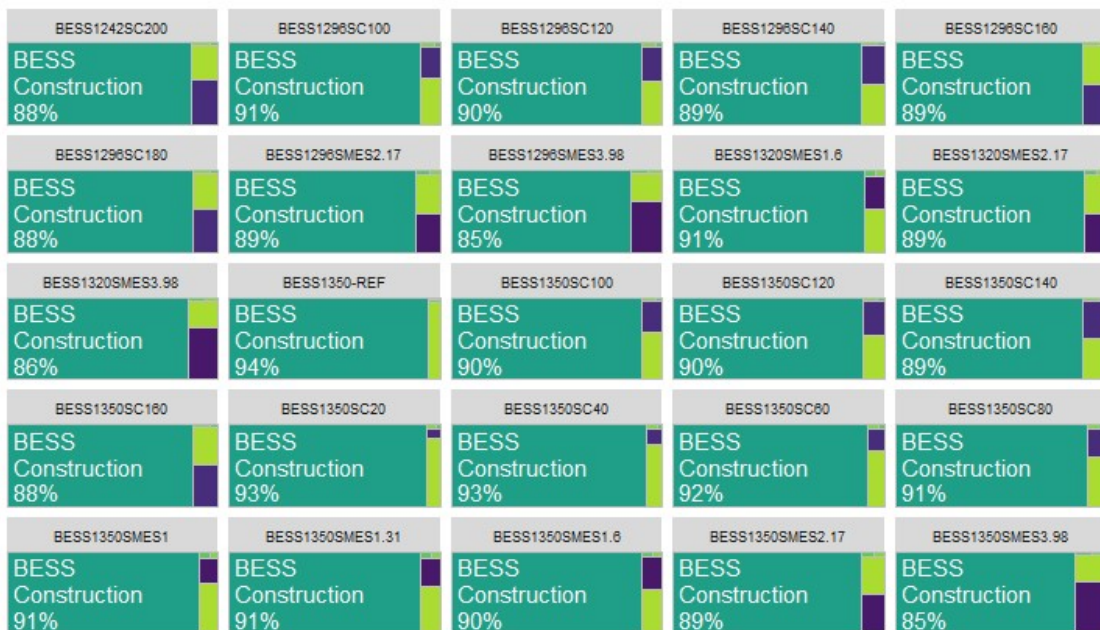 BESS1242SC200 BESS1296SC100 BESS1296SC120 BESS1296SC140 BESS1296SC160
BESS BESS BESS BESS BESS
Construction Construction Construction Construction Construction
88% 91% 90% 89% 89%
BESS1296SC180 BESS1296SMES2.17 BESS1296SMES3.98 BESS1320SMES1.6 BESS1320SMES2.17
BESS BESS BESS BESS BESS
Construction Construction Construction Construction Construction
88% 89% 85% 91% 89%
BESS1320SMES3.98 BESS1350-REF BESS1350SC100 BESS1350SC120 BESS1350SC140
BESS BESS BESS BESS BESS
Construction Construction Construction Construction Construction
86% 94% 90% 90% 89%
BESS1350SC160 BESS1350SC20 BESS1350SC40 BESS1350SC60 BESS1350SC80
BESS BESS BESS BESS BESS
Construction Construction Construction Construction Construction
88% 93% 93% 92% 91%
BESS1350SMES1 BESS1350SMES1.31 BESS1350SMES1.6 BESS1350SMES2.17 BESS1350SMES3.98
BESS BESS BESS BESS BESS
Construction Construction Construction Construction Construction
91% 91% 90% 89% 85%